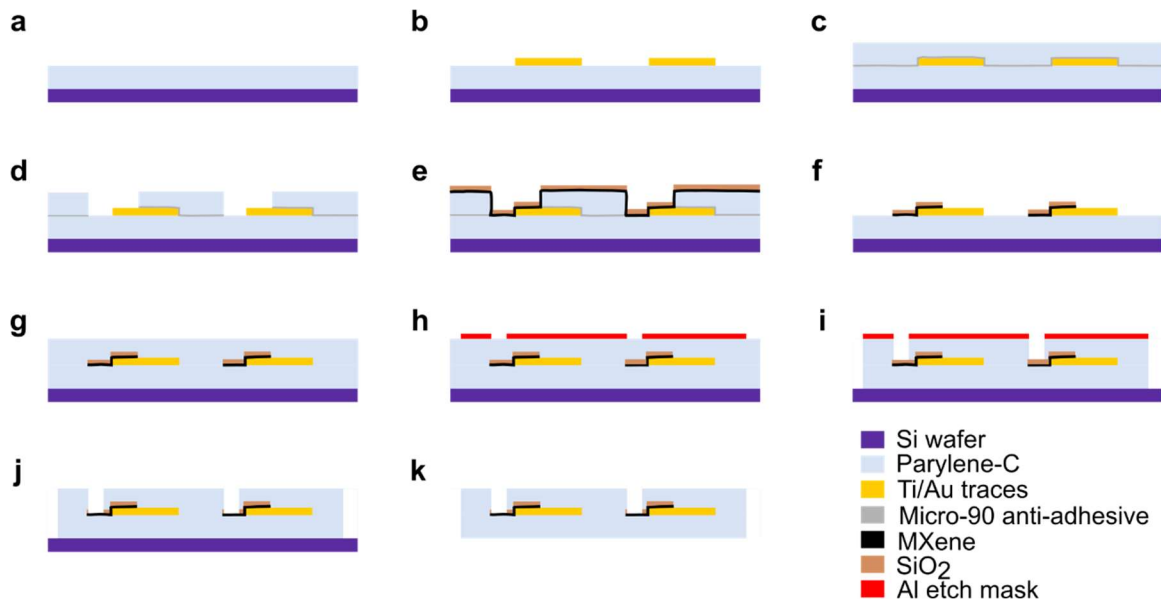 a
b
c
d
e
f
g
h
i
j
k
Si wafer
Parylene-C
Ti/Au traces
Micro-90 anti-adhesive
MXene
SiO2
Al etch mask